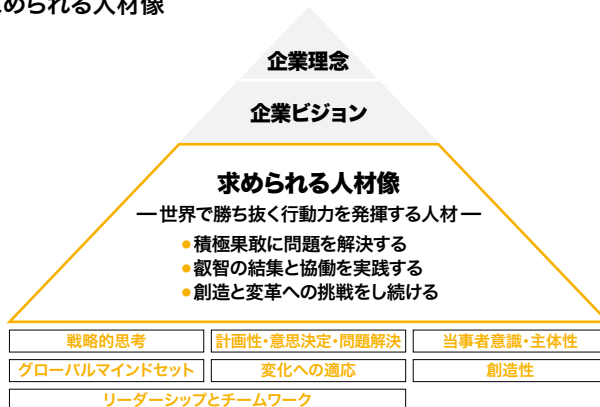 められる人材像
企業理念
企業ビジョン
求められる人材像
―世界で勝ち抜く行動力を発揮する人材―
●積極果敢に問題を解決する
●叡智の結集と協働を実践する
●創造と変革への挑戦をし続ける
戦略的思考 計画性・意思決定・問題解決 当事者意識・主体性
グローバルマインドセット 変化への適応 創造性
リーダーシップとチームワーク